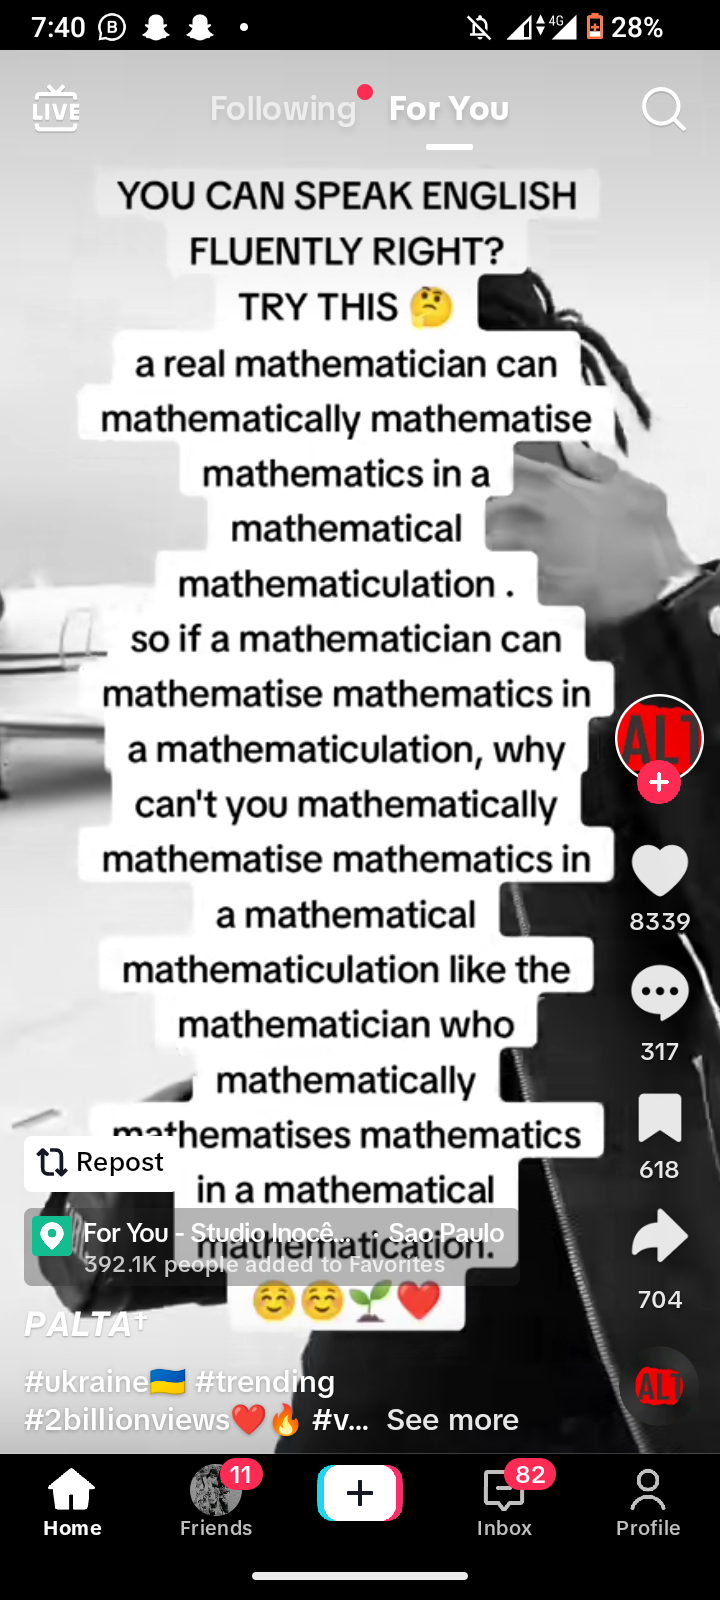 7:40
B
4G
28%
LIVE
Following
For You
YOU CAN SPEAK ENGLISH
FLUENTLY RIGHT?
TRY THIS 🤔
a real mathematician can
mathematically mathematise
mathematics in a
mathematical
mathematiculation .
so if a mathematician can
mathematise mathematics in
a mathematiculation, why
can't you mathematically
mathematise mathematics in
a mathematical
mathematiculation like the
mathematician who
mathematically
mathematises mathematics
in a mathematical
mathematication.
☺️☺️🌱❤️
ALT
8339
317
618
704
Repost
For You - Studio Inocê... · Sao Paulo
392.1K people added to Favorites
PALTA†
#ukraine🇺🇦 #trending
#2billionviews❤️🔥 #v... See more
ALT
Home
11
Friends
82
Inbox
Profile